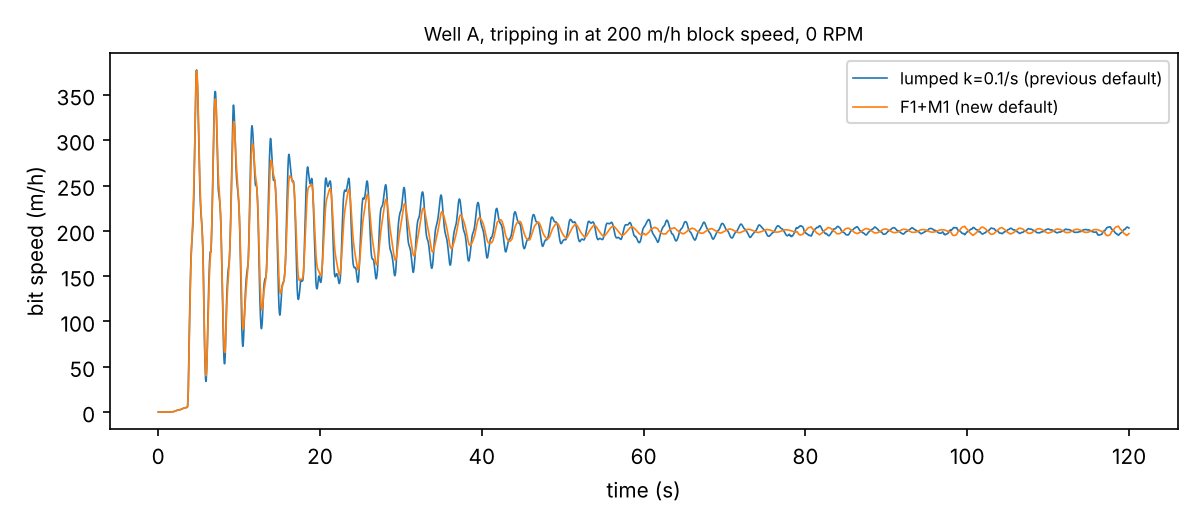 Well A, tripping in at 200 m/h block speed, 0 RPM
lumped k=0.1/s (previous default)
F1+M1 (new default)
bit speed (m/h)
350
300
250
200
150
100
50
0
0 20 40 60 80 100 120
time (s)